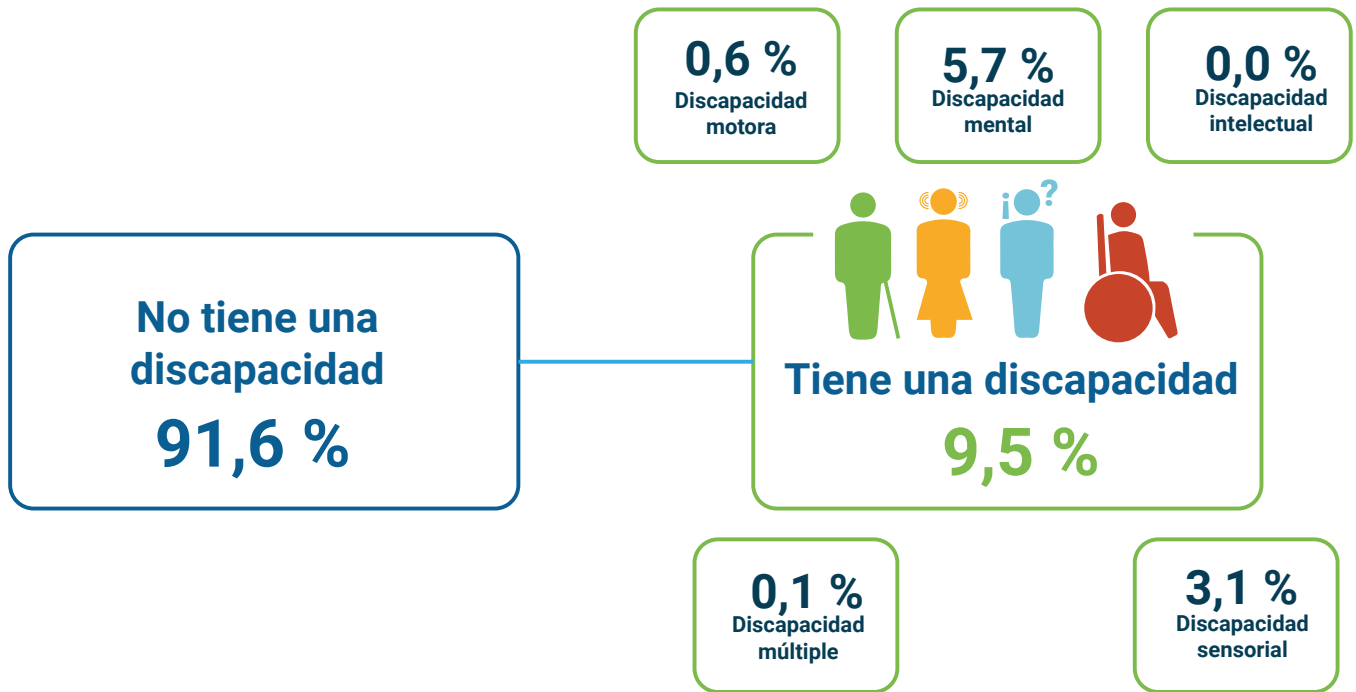 0,6 %
Discapacidad
motora
5,7 %
Discapacidad
mental
0,0 %
Discapacidad
intelectual
¡ ?
No tiene una
discapacidad
91,6 %
Tiene una discapacidad
9,5 %
0,1 %
Discapacidad
múltiple
3,1 %
Discapacidad
sensorial